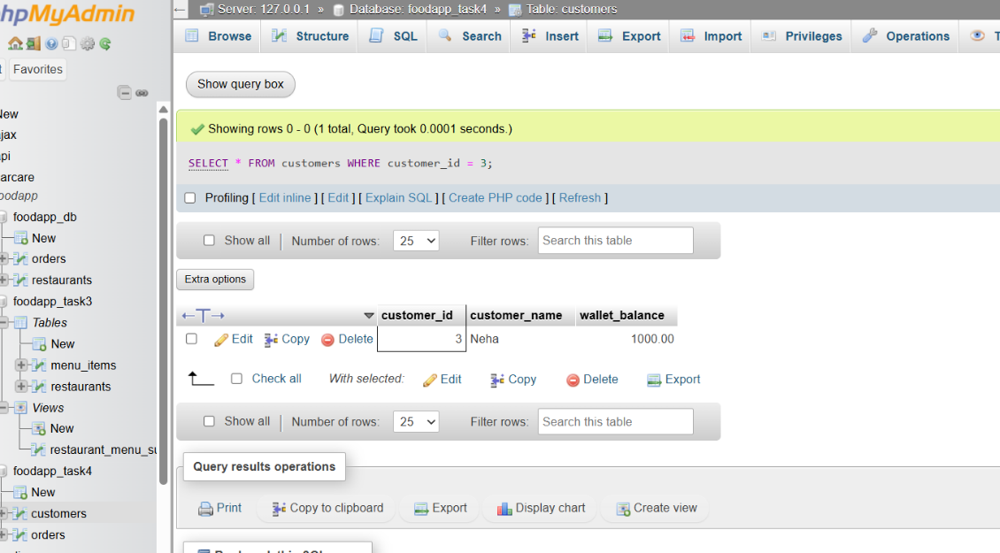 hpMyAdmin
Favorites
New
ajax
api
arcare
oodapp
foodapp_db
New
orders
restaurants
foodapp_task3
Tables
New
menu_items
restaurants
Views
New
restaurant_menu_su
foodapp_task4
New
customers
orders
Server: 127.0.0.1 » Database: foodapp_task4 » Table: customers
Browse Structure SQL Search Insert Export Import Privileges Operations T
Show query box
Showing rows 0 - 0 (1 total, Query took 0.0001 seconds.)
SELECT * FROM customers WHERE customer_id = 3;
Profiling [ Edit inline ] [ Edit ] [ Explain SQL ] [ Create PHP code ] [ Refresh ]
Show all Number of rows: 25 Filter rows: Search this table
Extra options
customer_id customer_name wallet_balance
Edit Copy Delete 3 Neha 1000.00
Check all With selected: Edit Copy Delete Export
Show all Number of rows: 25 Filter rows: Search this table
Query results operations
Print Copy to clipboard Export Display chart Create view